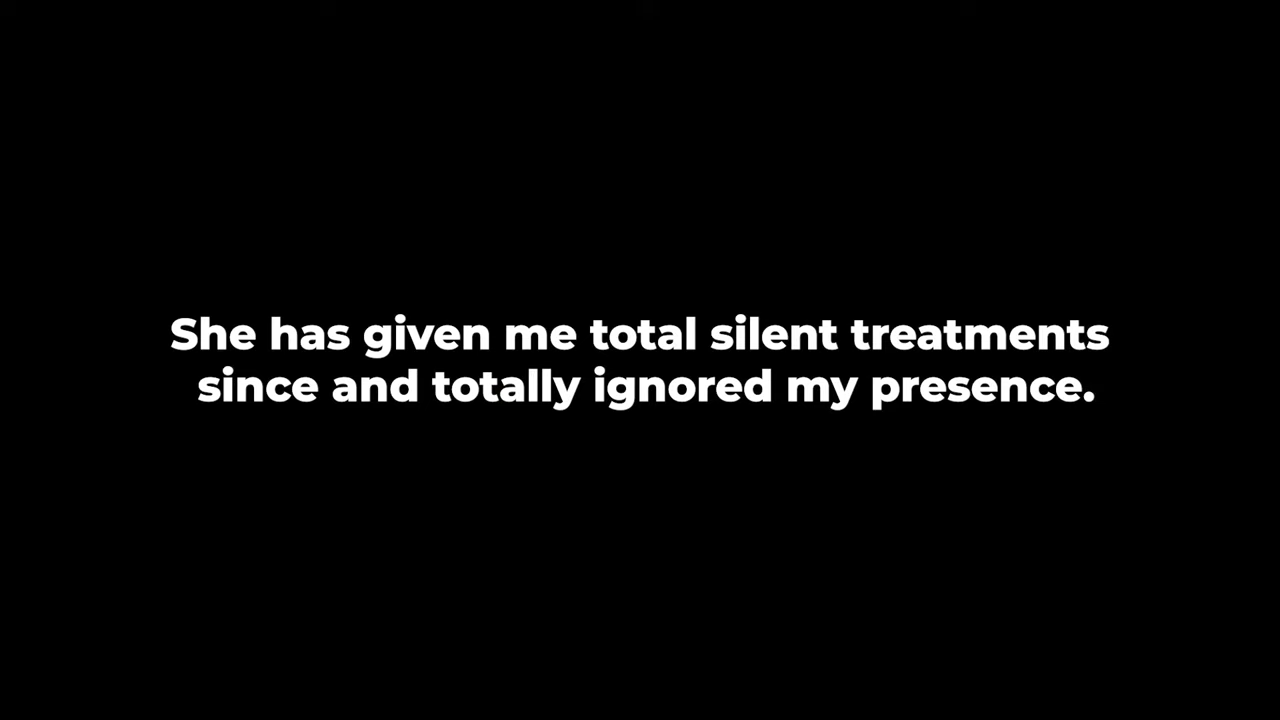 She has given me total silent treatments
since and totally ignored my presence.